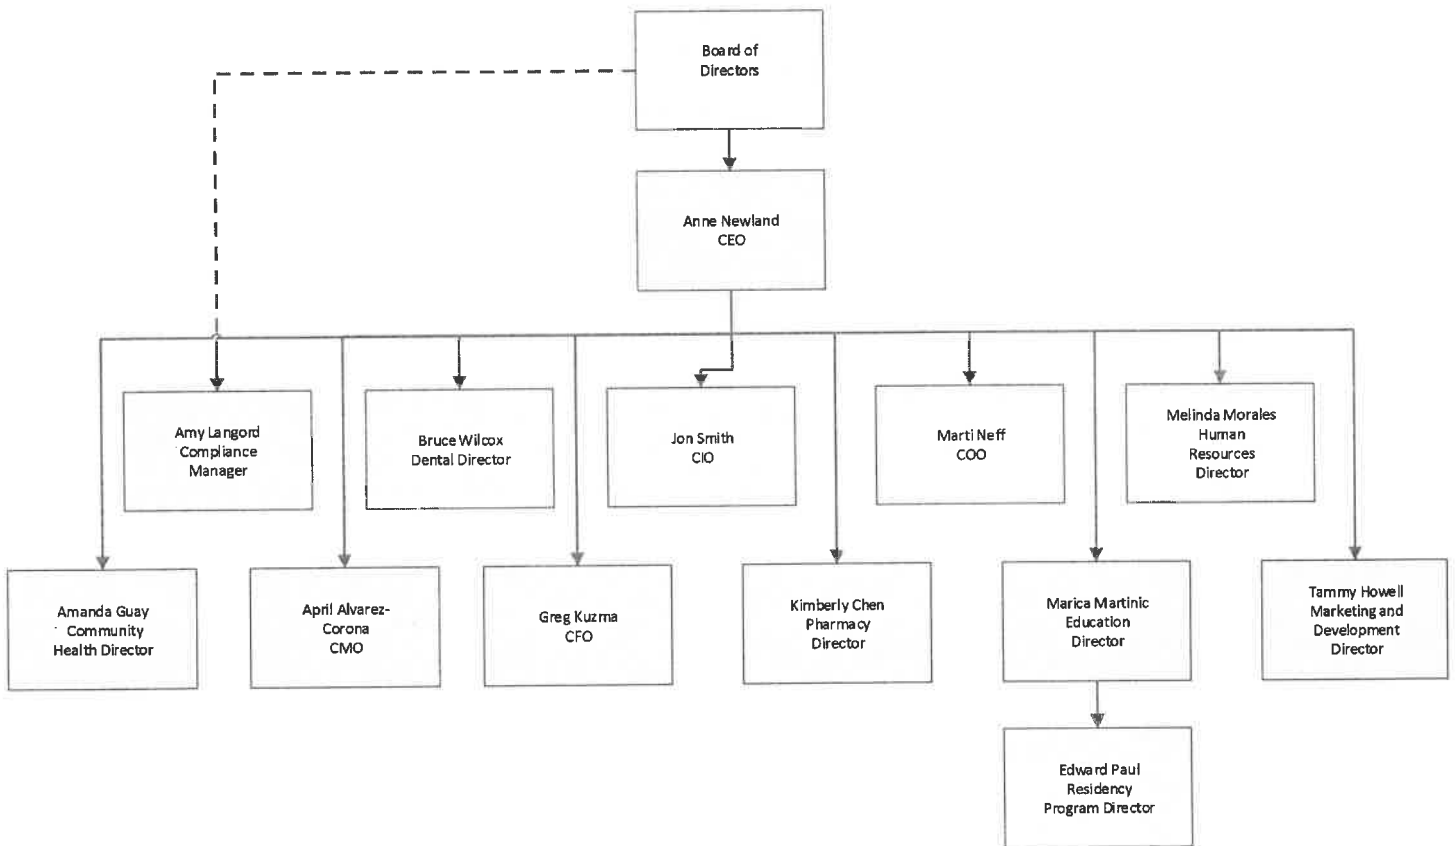 Board of
Directors
Anne Newland
CEO
Amy Langord
Compliance
Manager
Bruce Wilcox
Dental Director
Jon Smith
CIO
Marti Neff
COO
Melinda Morales
Human
Resources
Director
Amanda Guay
Community
Health Director
April Alvarez-
Corona
CMO
Greg Kuzma
CFO
Kimberly Chen
Pharmacy
Director
Marica Martinic
Education
Director
Tammy Howell
Marketing and
Development
Director
Edward Paul
Residency
Program Director